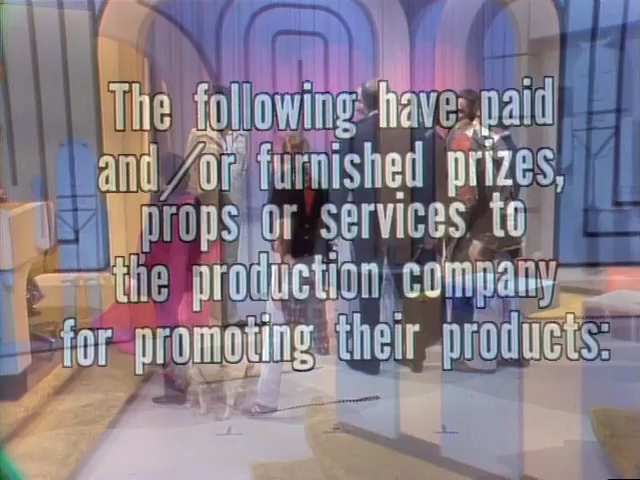 The following have paid
and/or furnished prizes,
props or services to
the production company
for promoting their products: